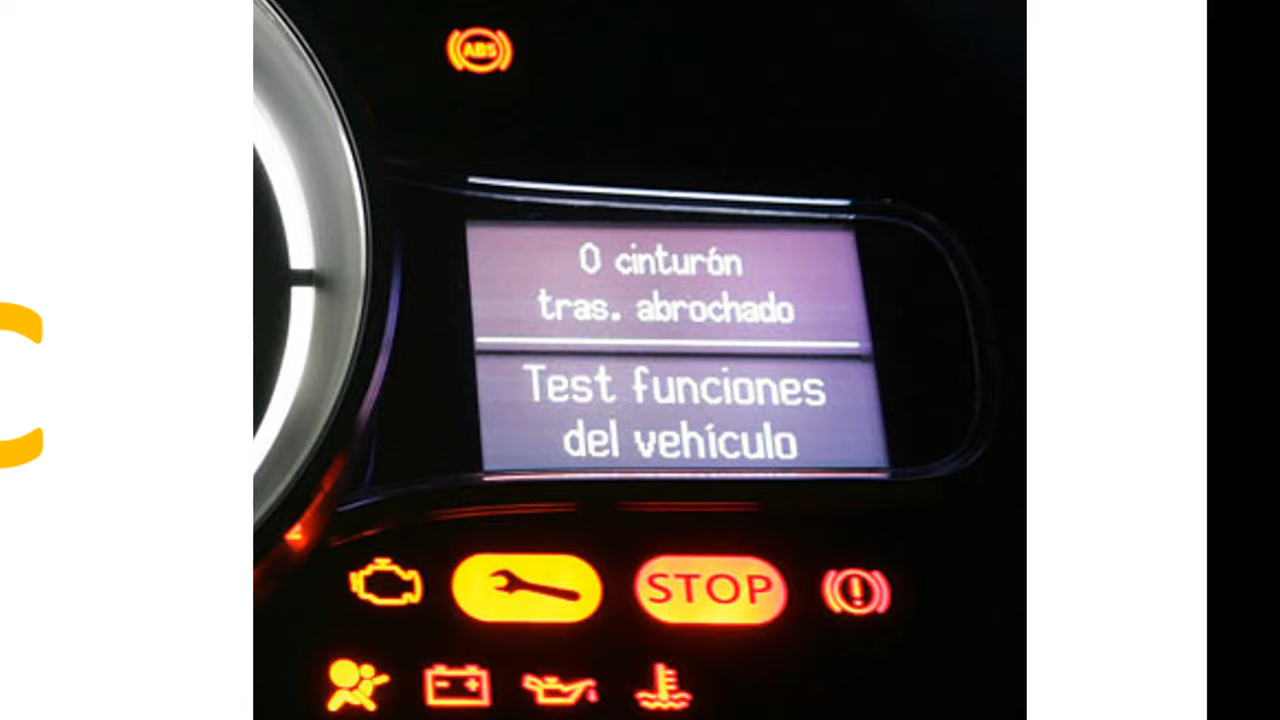 ABS
0 cinturón
tras. abrochado
Test funciones
del vehículo
STOP